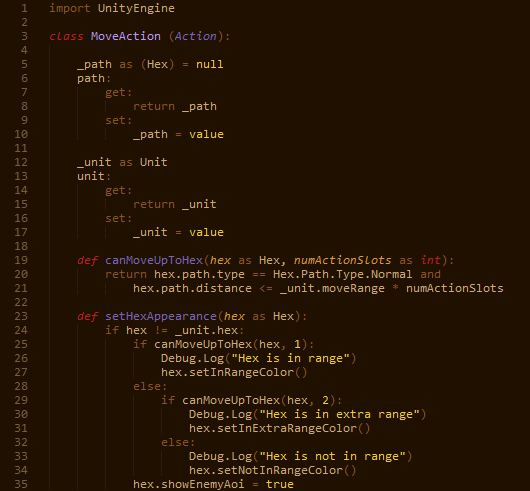 1 import UnityEngine
2
3 class MoveAction (Action):
4
5     _path as (Hex) = null
6     path:
7         get:
8             return _path
9         set:
10             _path = value
11
12     _unit as Unit
13     unit:
14         get:
15             return _unit
16         set:
17             _unit = value
18
19     def canMoveUpToHex(hex as Hex, numActionSlots as int):
20         return hex.path.type == Hex.Path.Type.Normal and
21             hex.path.distance <= _unit.moveRange * numActionSlots
22
23     def setHexAppearance(hex as Hex):
24         if hex != _unit.hex:
25             if canMoveUpToHex(hex, 1):
26                 Debug.Log("Hex is in range")
27                 hex.setInRangeColor()
28             else:
29                 if canMoveUpToHex(hex, 2):
30                     Debug.Log("Hex is in extra range")
31                     hex.setInExtraRangeColor()
32                 else:
33                     Debug.Log("Hex is not in range")
34                     hex.setNotInRangeColor()
35             hex.showEnemyAoi = true